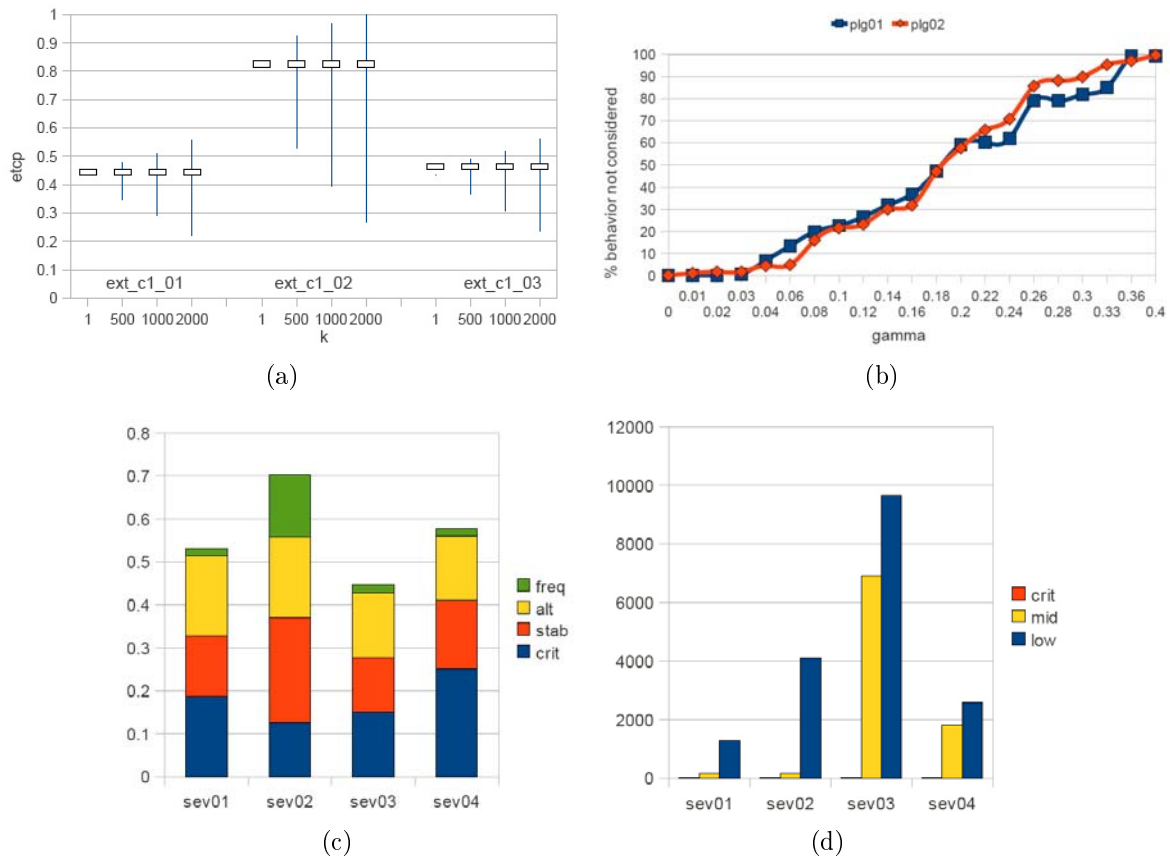 1
0.9
0.8
0.7
0.6
0.5
0.4
0.3
0.2
0.1
0
etcp
ext_c1_01 ext_c1_02 ext_c1_03
1 500 1000 2000 1 500 1000 2000 1 500 1000 2000
k
(a)
plg01 plg02
100
90
80
70
60
50
40
30
20
10
0
% behavior not considered
0.01 0.03 0.06 0.1 0.14 0.18 0.22 0.26 0.3 0.36
0 0.02 0.04 0.08 0.12 0.16 0.2 0.24 0.28 0.33 0.4
gamma
(b)
0.8
0.7
0.6
0.5
0.4
0.3
0.2
0.1
0
sev01 sev02 sev03 sev04
freq
alt
stab
crit
(c)
12000
10000
8000
6000
4000
2000
0
sev01 sev02 sev03 sev04
crit
mid
low
(d)